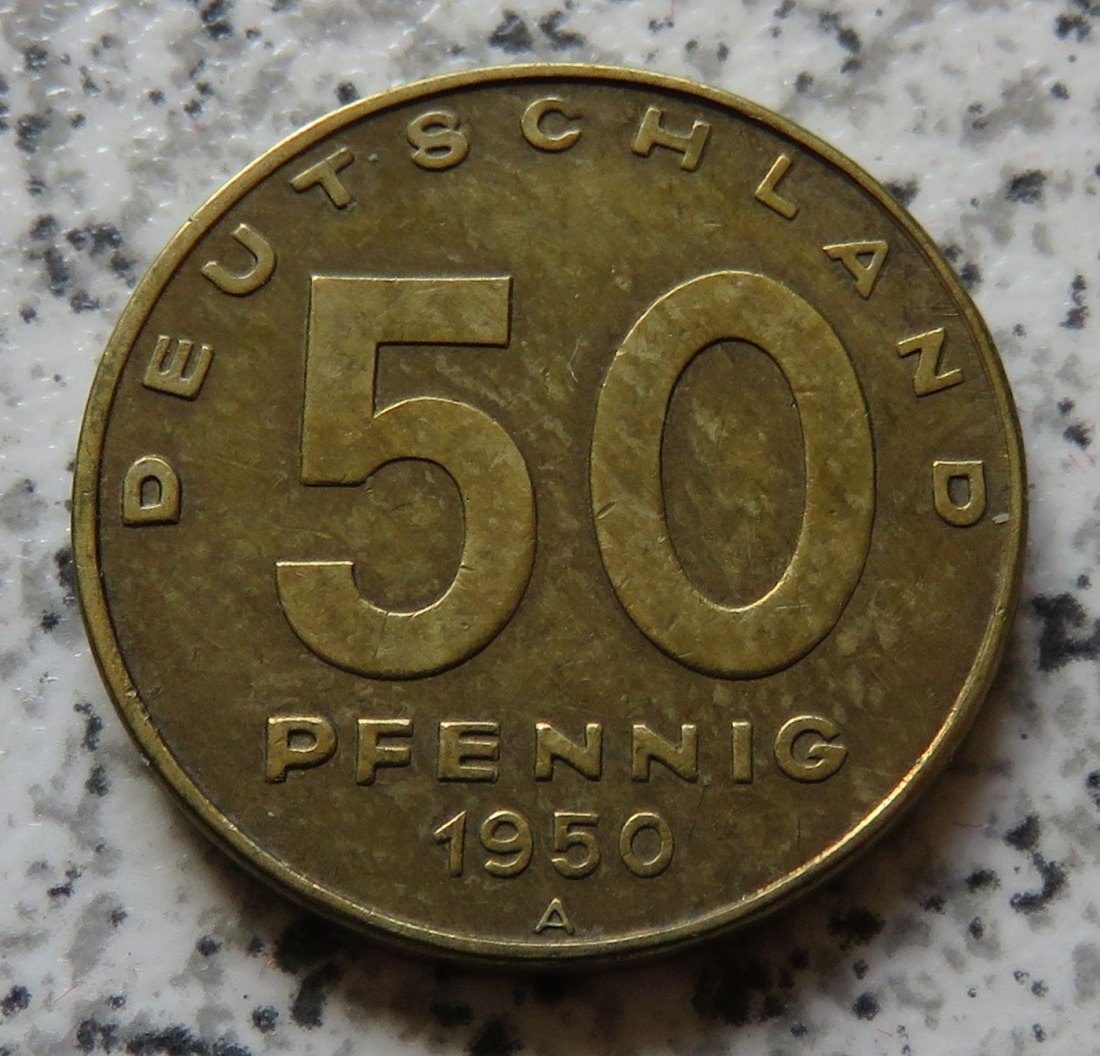 DEUTSCHLAND
50
PFENNIG
1950
A